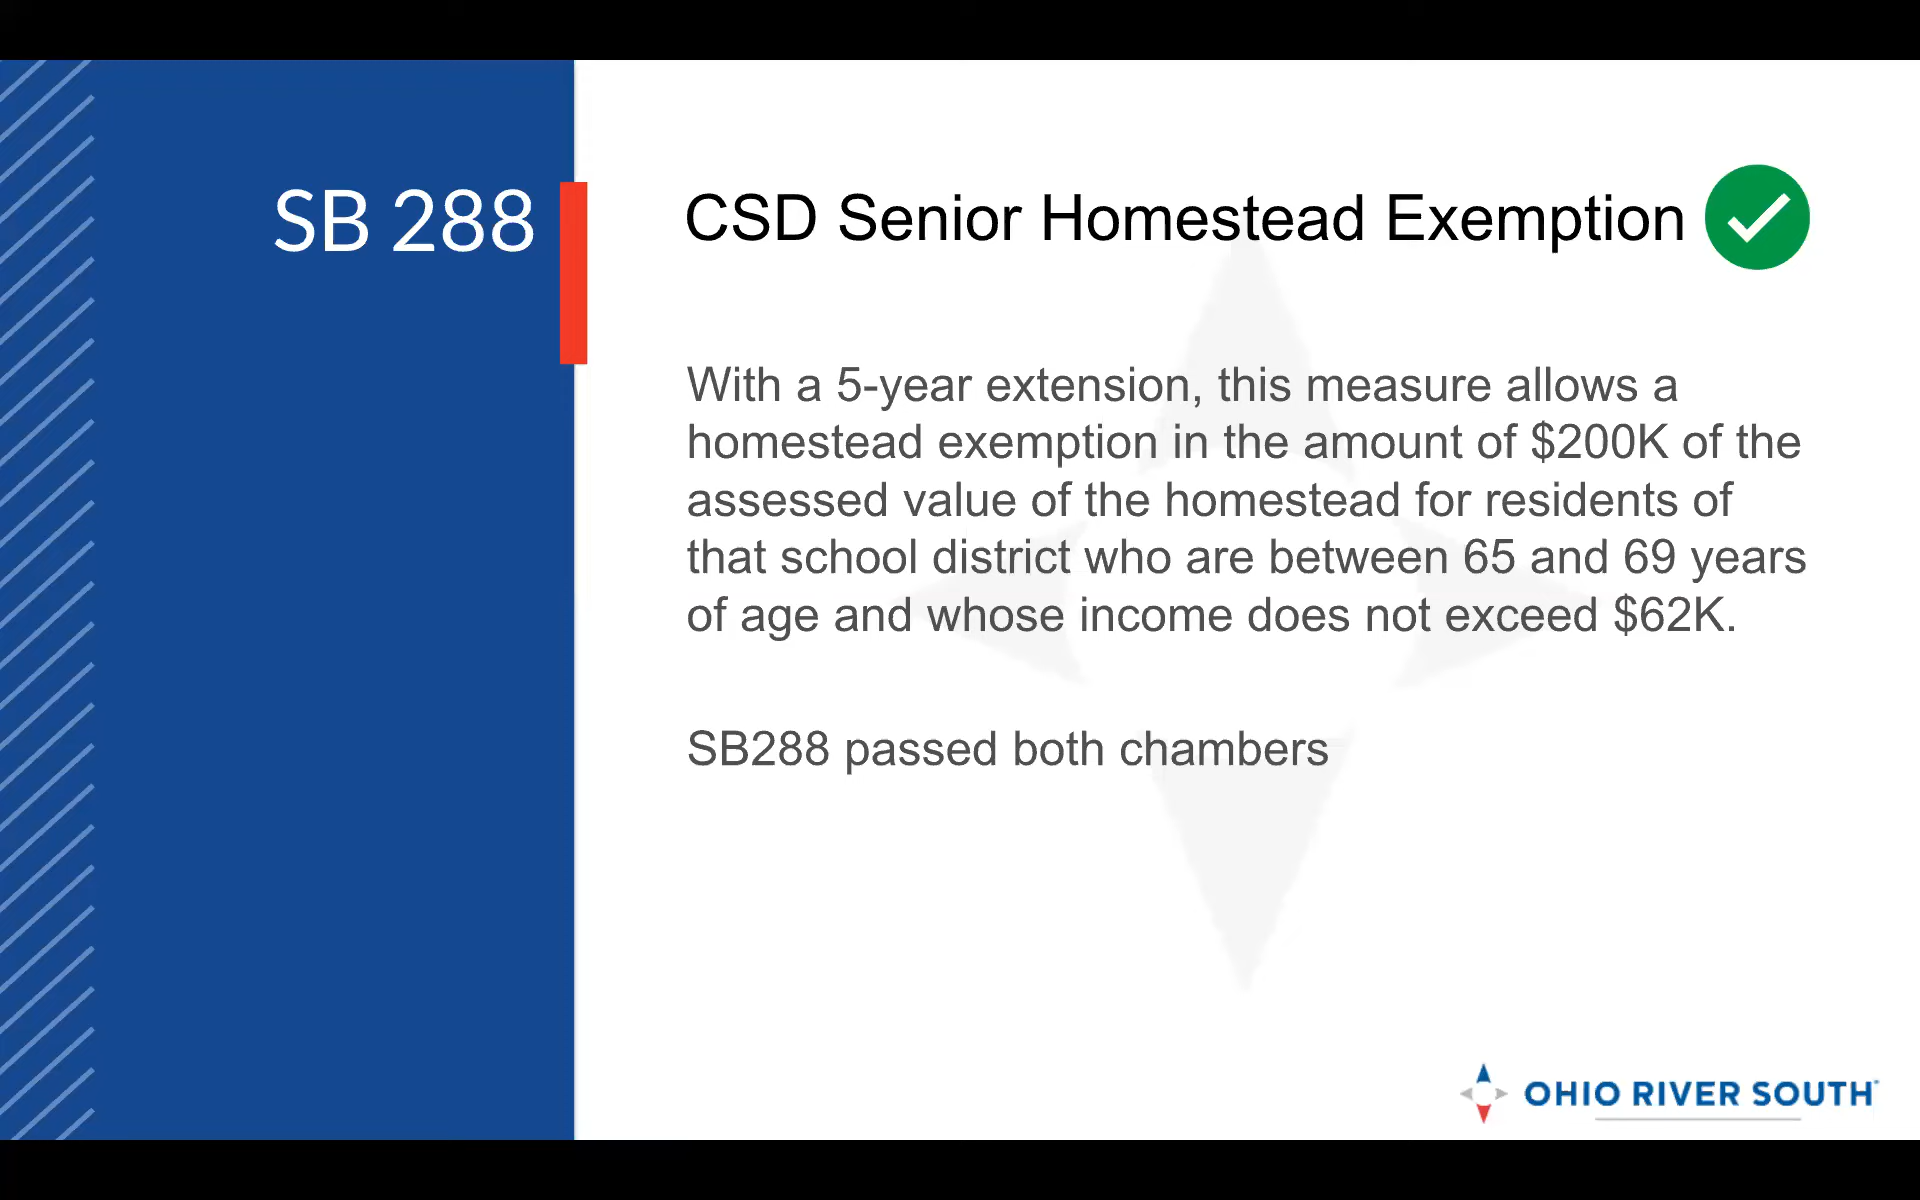 SB 288
CSD Senior Homestead Exemption
With a 5-year extension, this measure allows a
homestead exemption in the amount of $200K of the
assessed value of the homestead for residents of
that school district who are between 65 and 69 years
of age and whose income does not exceed $62K.
SB288 passed both chambers
OHIO RIVER SOUTH